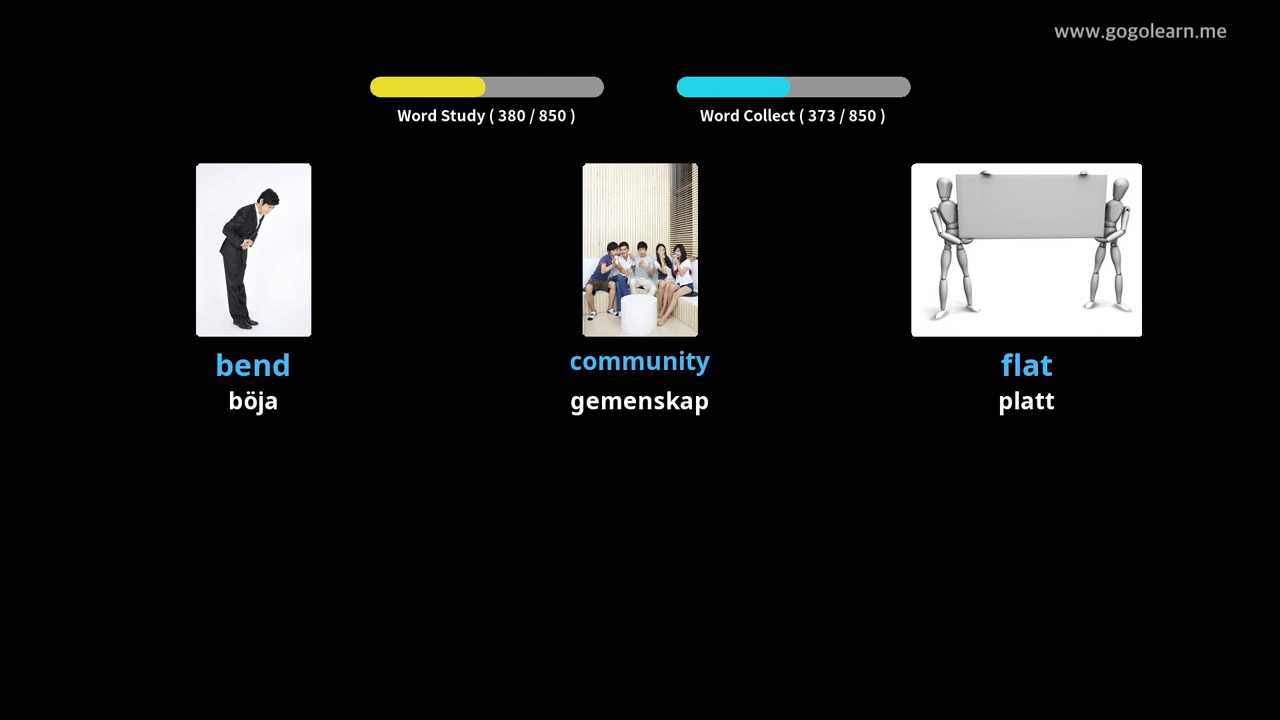 www.gogolearn.me
Word Study ( 380 / 850 )
Word Collect ( 373 / 850 )
bend
böja
community
gemenskap
flat
platt